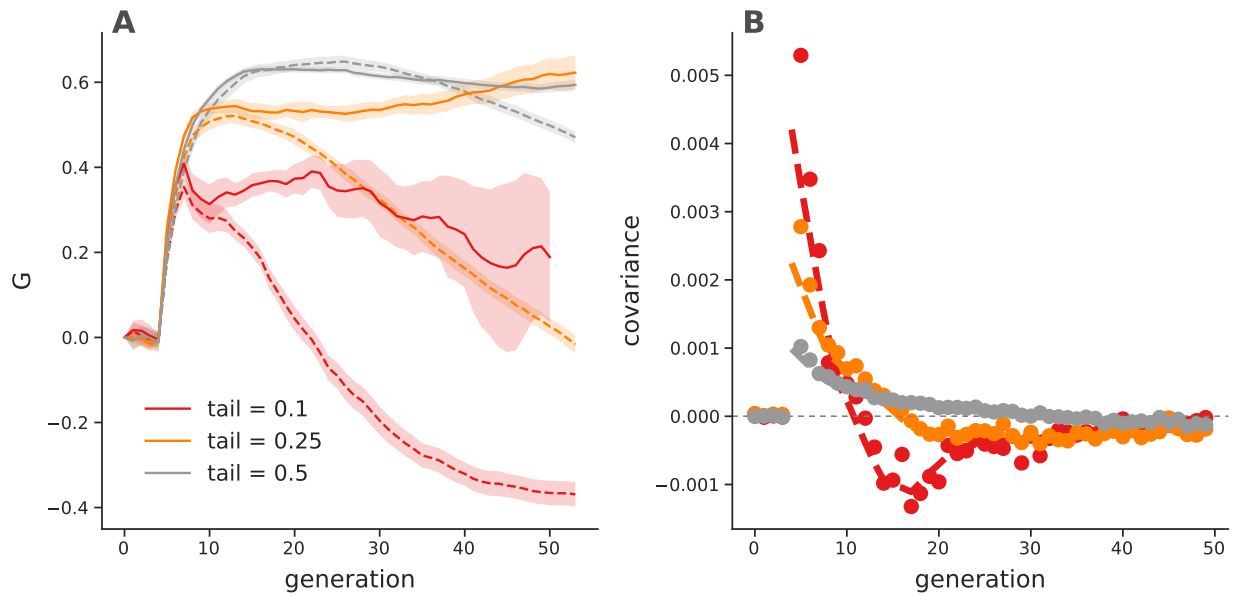 A
G
0.6
0.4
0.2
0.0
−0.2
−0.4
tail = 0.1
tail = 0.25
tail = 0.5
0 10 20 30 40 50
generation
B
covariance
0.005
0.004
0.003
0.002
0.001
0.000
−0.001
0 10 20 30 40 50
generation